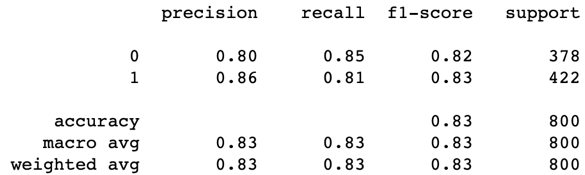 precision recall f1-score support
0 0.80 0.85 0.82 378
1 0.86 0.81 0.83 422
accuracy 0.83 800
macro avg 0.83 0.83 0.83 800
weighted avg 0.83 0.83 0.83 800